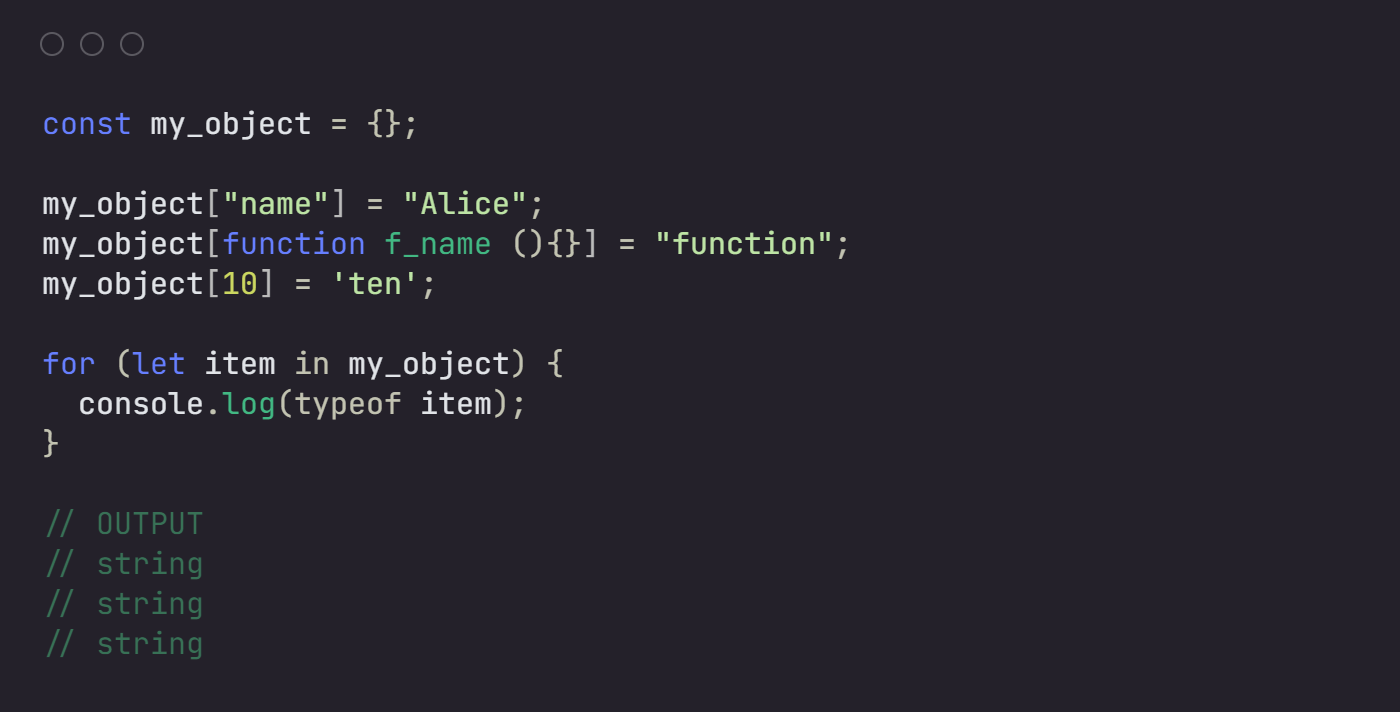 const my_object = {};
my_object["name"] = "Alice";
my_object[function f_name (){}] = "function";
my_object[10] = 'ten';
for (let item in my_object) {
  console.log(typeof item);
}
// OUTPUT
// string
// string
// string